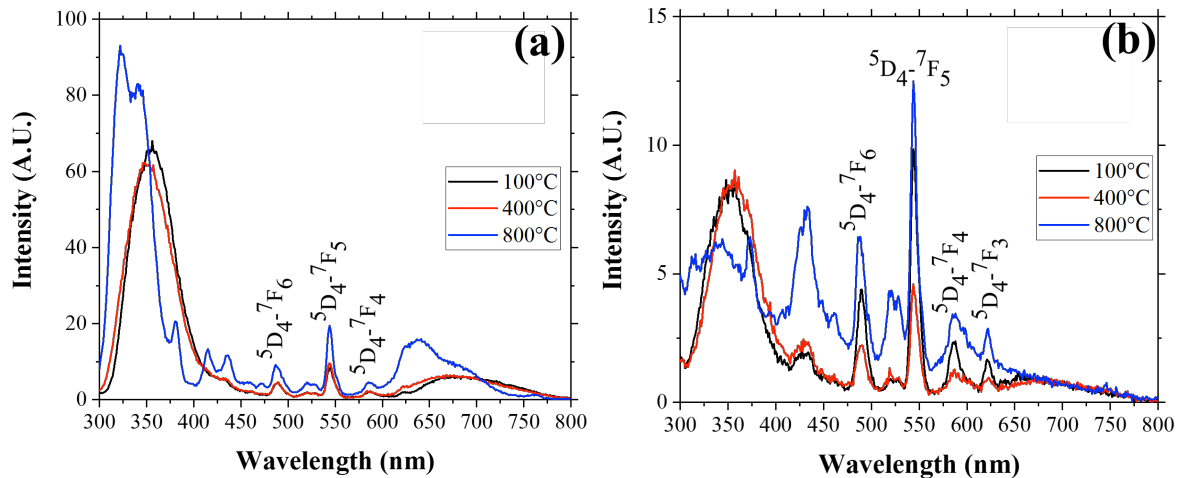 (a)
100
80
60
40
20
0
300 350 400 450 500 550 600 650 700 750 800
Intensity (A.U.)
Wavelength (nm)
100°C
400°C
800°C
⁵D₄-⁷F₆
⁵D₄-⁷F₅
⁵D₄-⁷F₄
(b)
15
10
5
0
300 350 400 450 500 550 600 650 700 750 800
Intensity (A.U.)
Wavelength (nm)
100°C
400°C
800°C
⁵D₄-⁷F₆
⁵D₄-⁷F₅
⁵D₄-⁷F₄
⁵D₄-⁷F₃